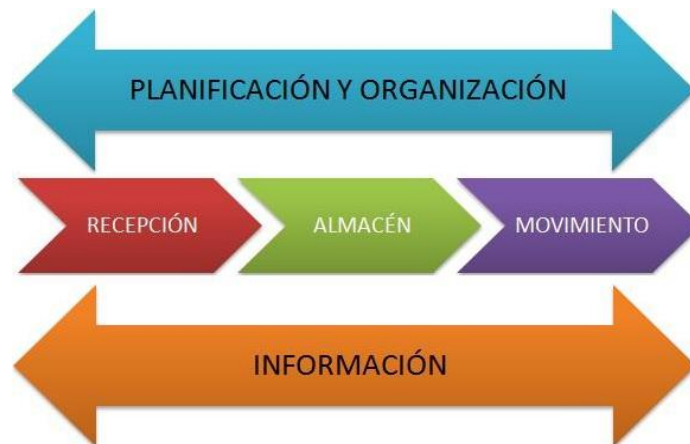 PLANIFICACIÓN Y ORGANIZACIÓN
RECEPCIÓN
ALMACÉN
MOVIMIENTO
INFORMACIÓN